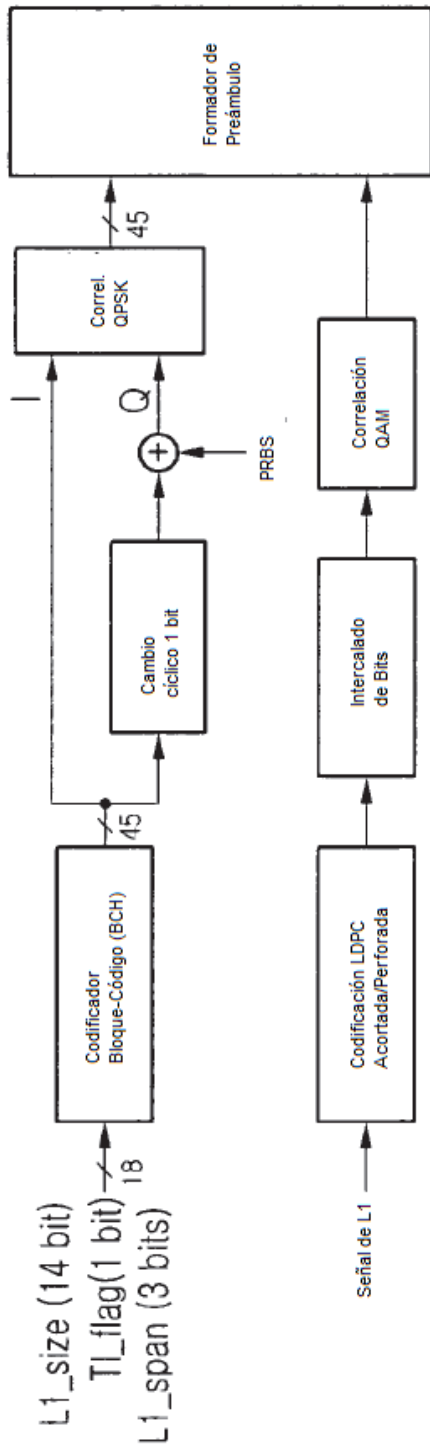 L1_size (14 bit)
TI_flag(1 bit)
L1_span (3 bits)
18
Codificador
Bloque-Código (BCH)
45
Cambio
cíclico 1 bit
PRBS
I
Q
Correl.
QPSK
45
Formador de
Preámbulo
Señal de L1
Codificación LDPC
Acortada/Perforada
Intercalado
de Bits
Correlación
QAM